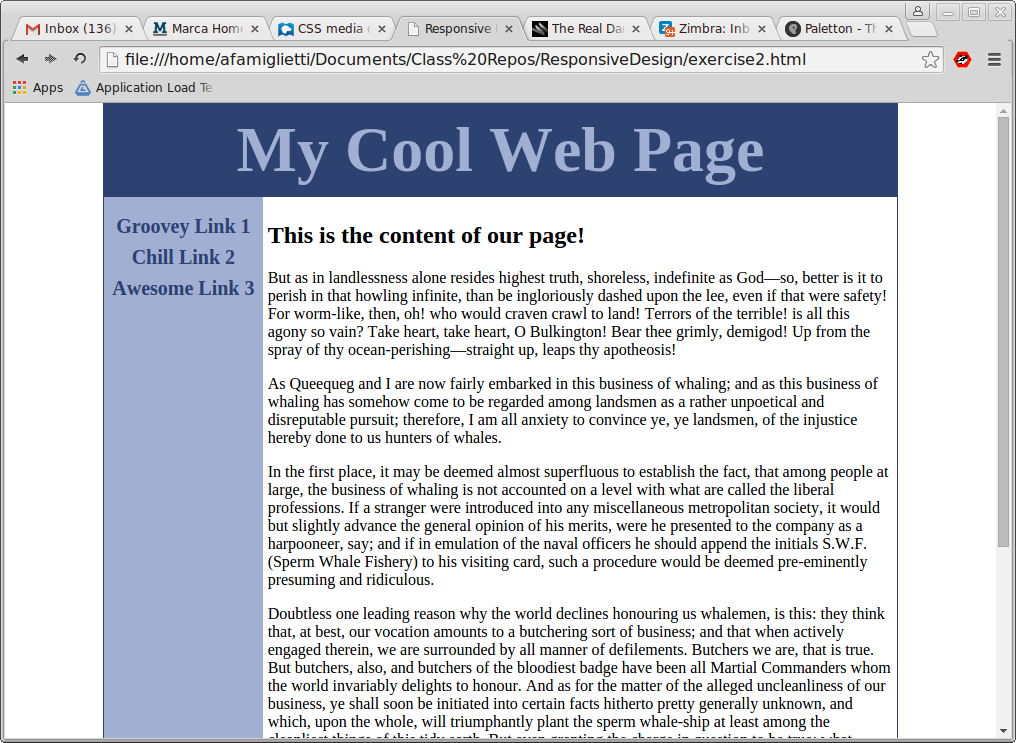 Inbox (136)
Marca Home
CSS media
Responsive
The Real Da
Zimbra: Inb
Paletton - Th
file:///home/afamiglietti/Documents/Class%20Repos/ResponsiveDesign/exercise2.html
Apps
Application Load Te
My Cool Web Page
Groovey Link 1
Chill Link 2
Awesome Link 3
This is the content of our page!
But as in landlessness alone resides highest truth, shoreless, indefinite as God—so, better is it to
perish in that howling infinite, than be ingloriously dashed upon the lee, even if that were safety!
For worm-like, then, oh! who would craven crawl to land! Terrors of the terrible! is all this
agony so vain? Take heart, take heart, O Bulkington! Bear thee grimly, demigod! Up from the
spray of thy ocean-perishing—straight up, leaps thy apotheosis!
As Queequeg and I are now fairly embarked in this business of whaling; and as this business of
whaling has somehow come to be regarded among landsmen as a rather unpoetical and
disreputable pursuit; therefore, I am all anxiety to convince ye, ye landsmen, of the injustice
hereby done to us hunters of whales.
In the first place, it may be deemed almost superfluous to establish the fact, that among people at
large, the business of whaling is not accounted on a level with what are called the liberal
professions. If a stranger were introduced into any miscellaneous metropolitan society, it would
but slightly advance the general opinion of his merits, were he presented to the company as a
harpooneer, say; and if in emulation of the naval officers he should append the initials S.W.F.
(Sperm Whale Fishery) to his visiting card, such a procedure would be deemed pre-eminently
presuming and ridiculous.
Doubtless one leading reason why the world declines honouring us whalemen, is this: they think
that, at best, our vocation amounts to a butchering sort of business; and that when actively
engaged therein, we are surrounded by all manner of defilements. Butchers we are, that is true.
But butchers, also, and butchers of the bloodiest badge have been all Martial Commanders whom
the world invariably delights to honour. And as for the matter of the alleged uncleanliness of our
business, ye shall soon be initiated into certain facts hitherto pretty generally unknown, and
which, upon the whole, will triumphantly plant the sperm whale-ship at least among the
cleanliest things of this tidy earth. But even granting the charge in question to be true; what